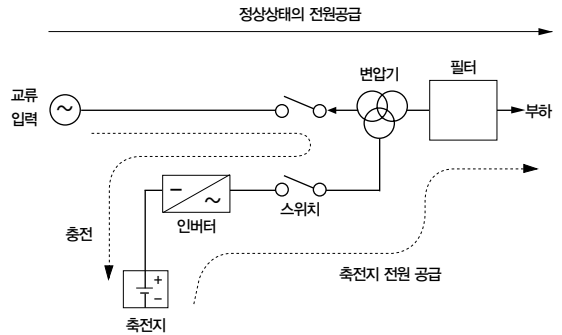 정상상태의 전원공급
변압기
필터
교류
입력
부하
스위치
인버터
충전
축전지 전원 공급
+
−
축전지